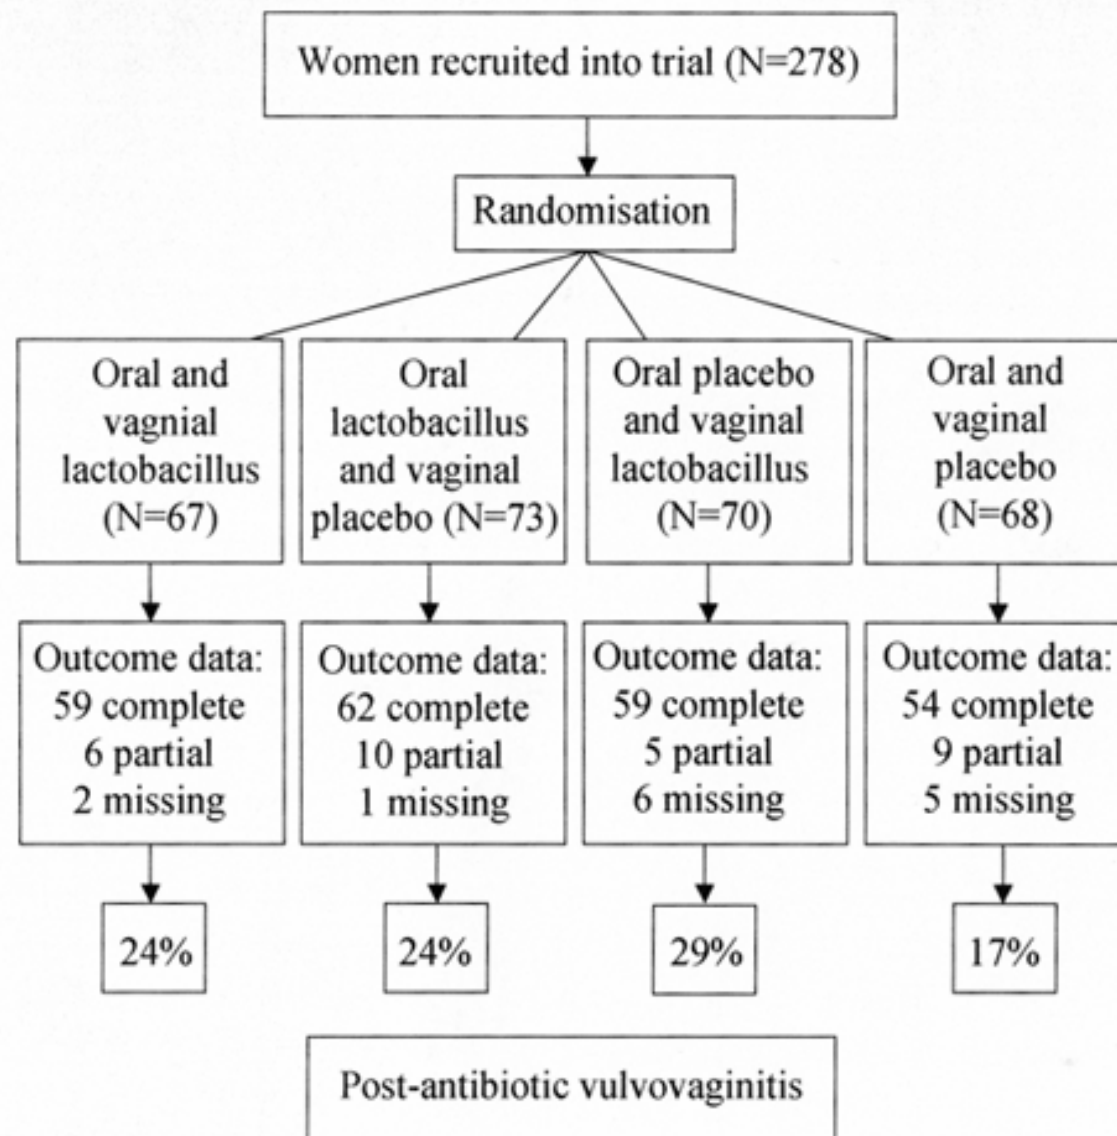 Women recruited into trial (N=278)
Randomisation
Oral and
vagnial
lactobacillus
(N=67)
Oral
lactobacillus
and vaginal
placebo (N=73)
Oral placebo
and vaginal
lactobacillus
(N=70)
Oral and
vaginal
placebo
(N=68)
Outcome data:
59 complete
6 partial
2 missing
Outcome data:
62 complete
10 partial
1 missing
Outcome data:
59 complete
5 partial
6 missing
Outcome data:
54 complete
9 partial
5 missing
24%
24%
29%
17%
Post-antibiotic vulvovaginitis